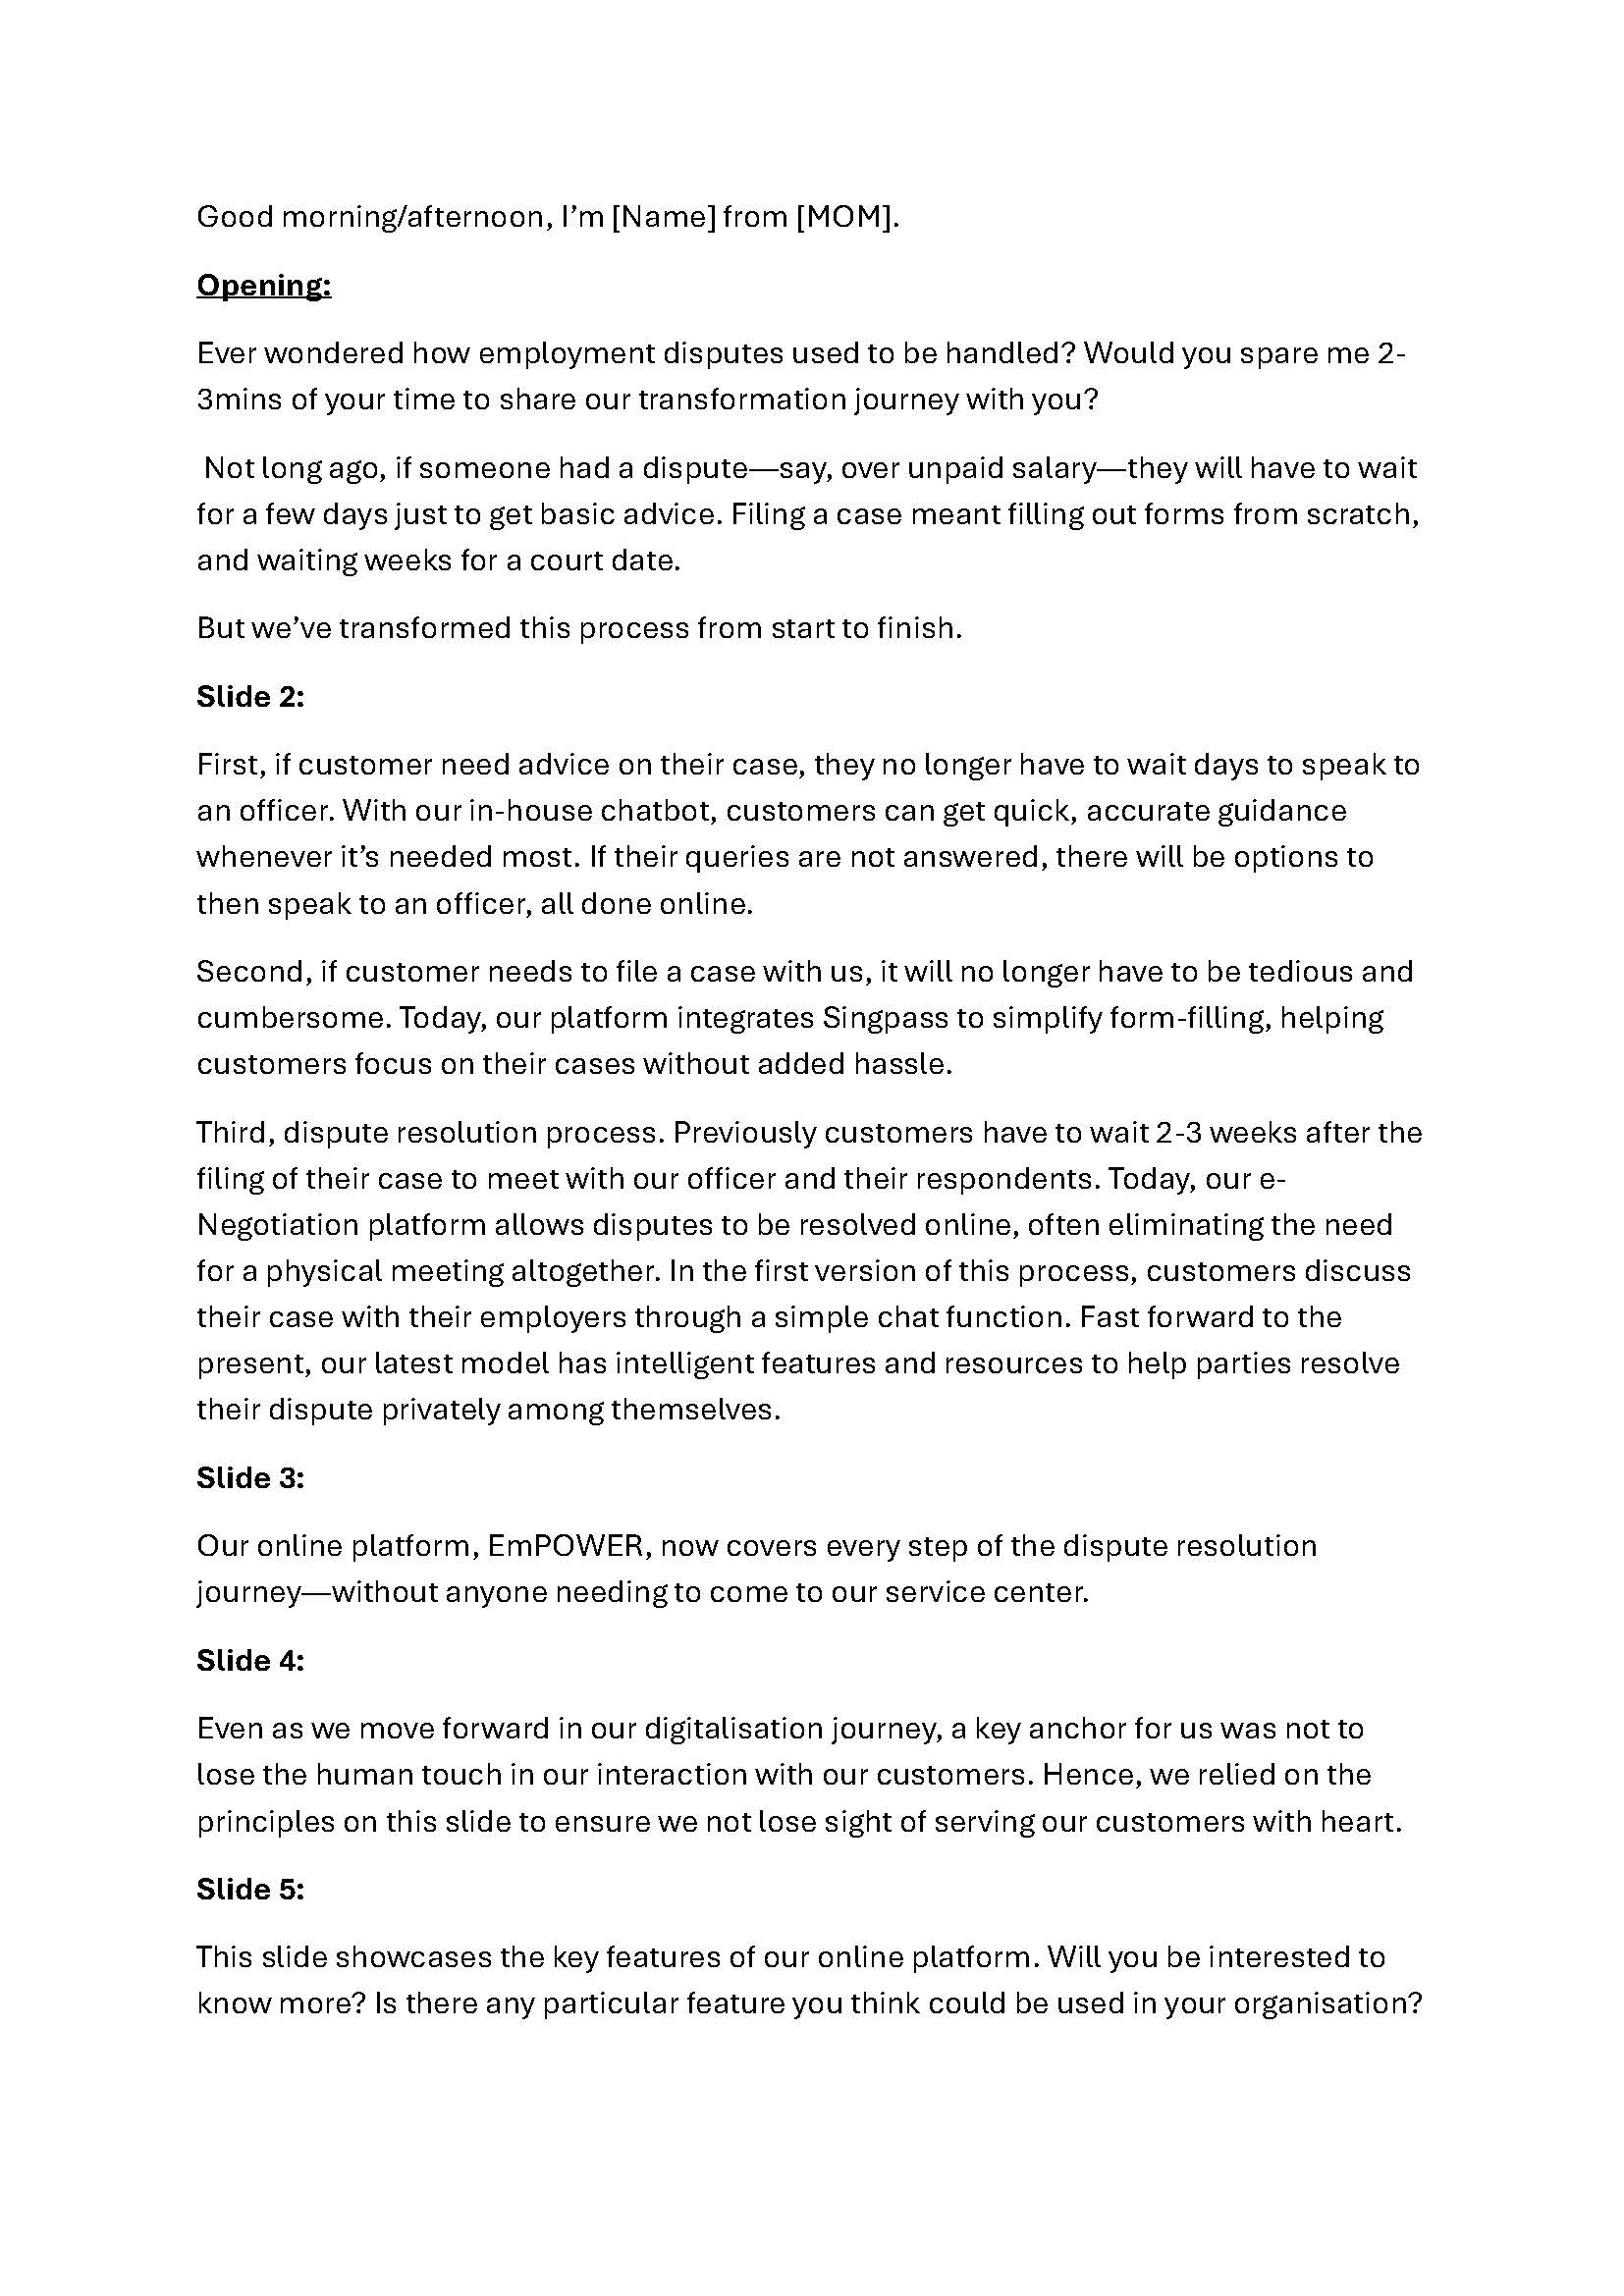 Good morning/afternoon, I’m [Name] from [MOM].
Opening:
Ever wondered how employment disputes used to be handled? Would you spare me 2-
3mins of your time to share our transformation journey with you?
Not long ago, if someone had a dispute—say, over unpaid salary—they will have to wait
for a few days just to get basic advice. Filing a case meant filling out forms from scratch,
and waiting weeks for a court date.
But we’ve transformed this process from start to finish.
Slide 2:
First, if customer need advice on their case, they no longer have to wait days to speak to
an officer. With our in-house chatbot, customers can get quick, accurate guidance
whenever it’s needed most. If their queries are not answered, there will be options to
then speak to an officer, all done online.
Second, if customer needs to file a case with us, it will no longer have to be tedious and
cumbersome. Today, our platform integrates Singpass to simplify form-filling, helping
customers focus on their cases without added hassle.
Third, dispute resolution process. Previously customers have to wait 2-3 weeks after the
filing of their case to meet with our officer and their respondents. Today, our e-
Negotiation platform allows disputes to be resolved online, often eliminating the need
for a physical meeting altogether. In the first version of this process, customers discuss
their case with their employers through a simple chat function. Fast forward to the
present, our latest model has intelligent features and resources to help parties resolve
their dispute privately among themselves.
Slide 3:
Our online platform, EmPOWER, now covers every step of the dispute resolution
journey—without anyone needing to come to our service center.
Slide 4:
Even as we move forward in our digitalisation journey, a key anchor for us was not to
lose the human touch in our interaction with our customers. Hence, we relied on the
principles on this slide to ensure we not lose sight of serving our customers with heart.
Slide 5:
This slide showcases the key features of our online platform. Will you be interested to
know more? Is there any particular feature you think could be used in your organisation?